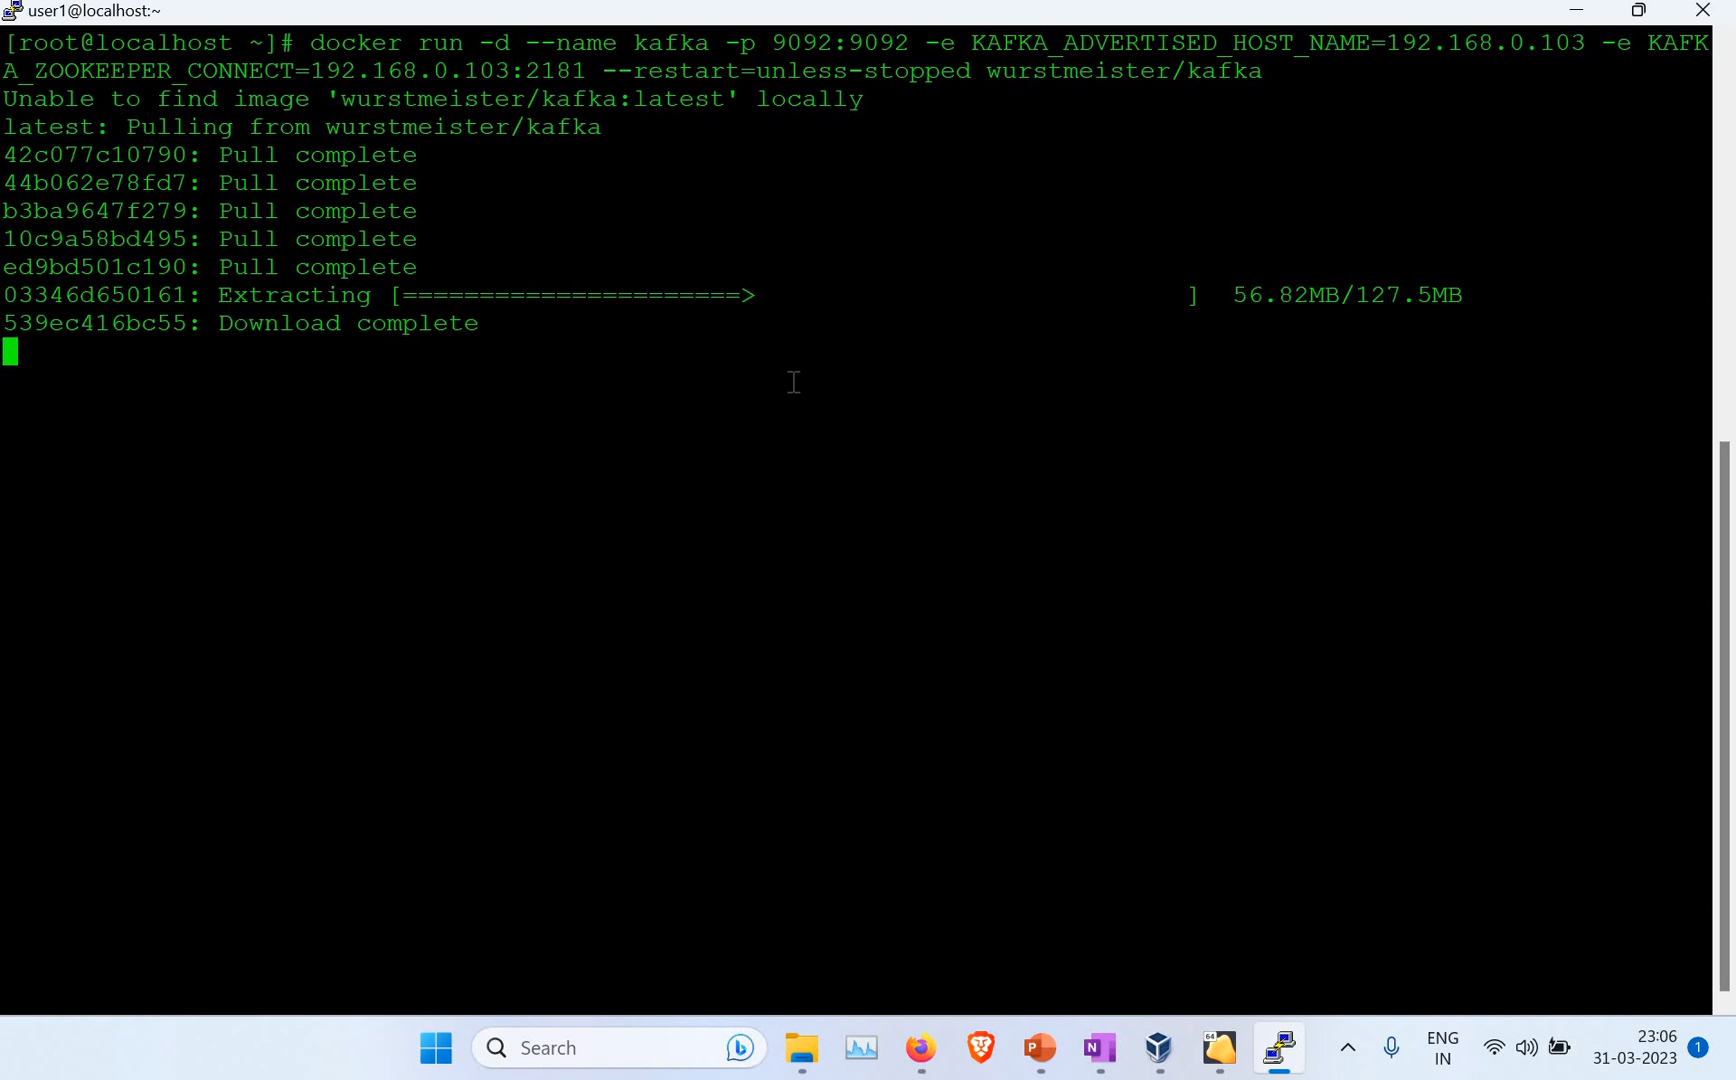 user1@localhost:~
[root@localhost ~]# docker run -d --name kafka -p 9092:9092 -e KAFKA_ADVERTISED_HOST_NAME=192.168.0.103 -e KAFK
A_ZOOKEEPER_CONNECT=192.168.0.103:2181 --restart=unless-stopped wurstmeister/kafka
Unable to find image 'wurstmeister/kafka:latest' locally
latest: Pulling from wurstmeister/kafka
42c077c10790: Pull complete
44b062e78fd7: Pull complete
b3ba9647f279: Pull complete
10c9a58bd495: Pull complete
ed9bd501c190: Pull complete
03346d650161: Extracting [======================>                            ]  56.82MB/127.5MB
539ec416bc55: Download complete
Search
64
ENG
IN
23:06
31-03-2023
1